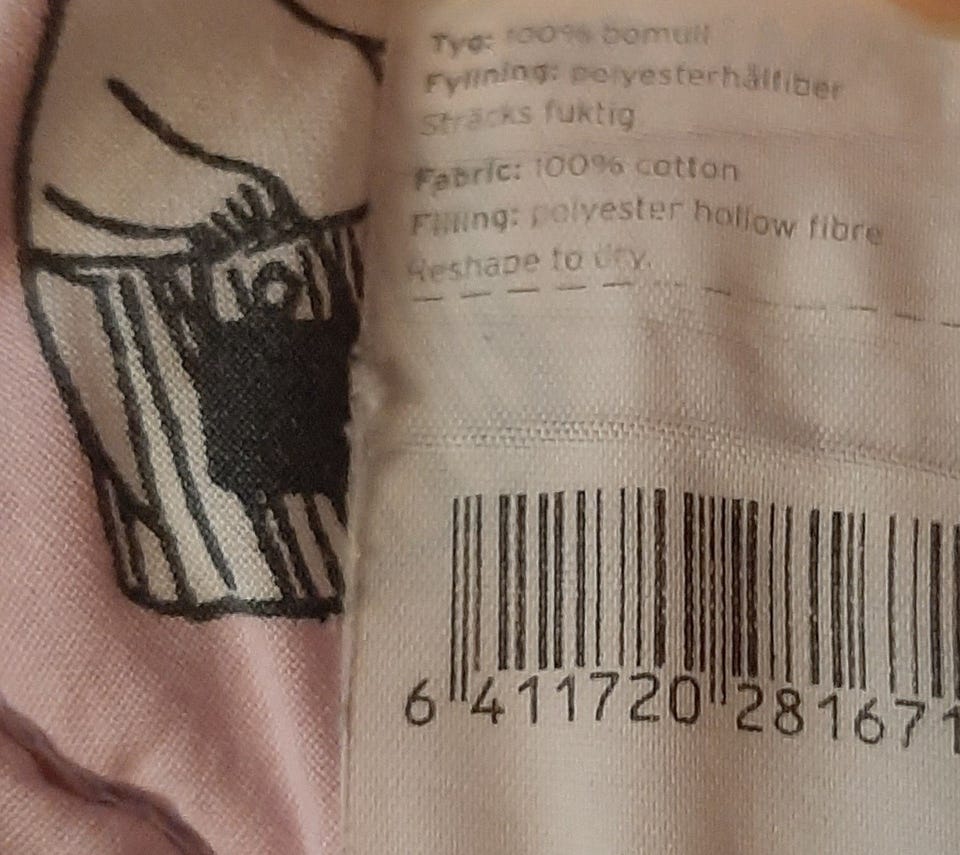 Tyg: 100% bomull
Fyllning: polyesterhålfiber
Sträcks fuktig
Fabric: 100% cotton
Filling: polyester hollow fibre
Reshape to dry.
6 411720 281671